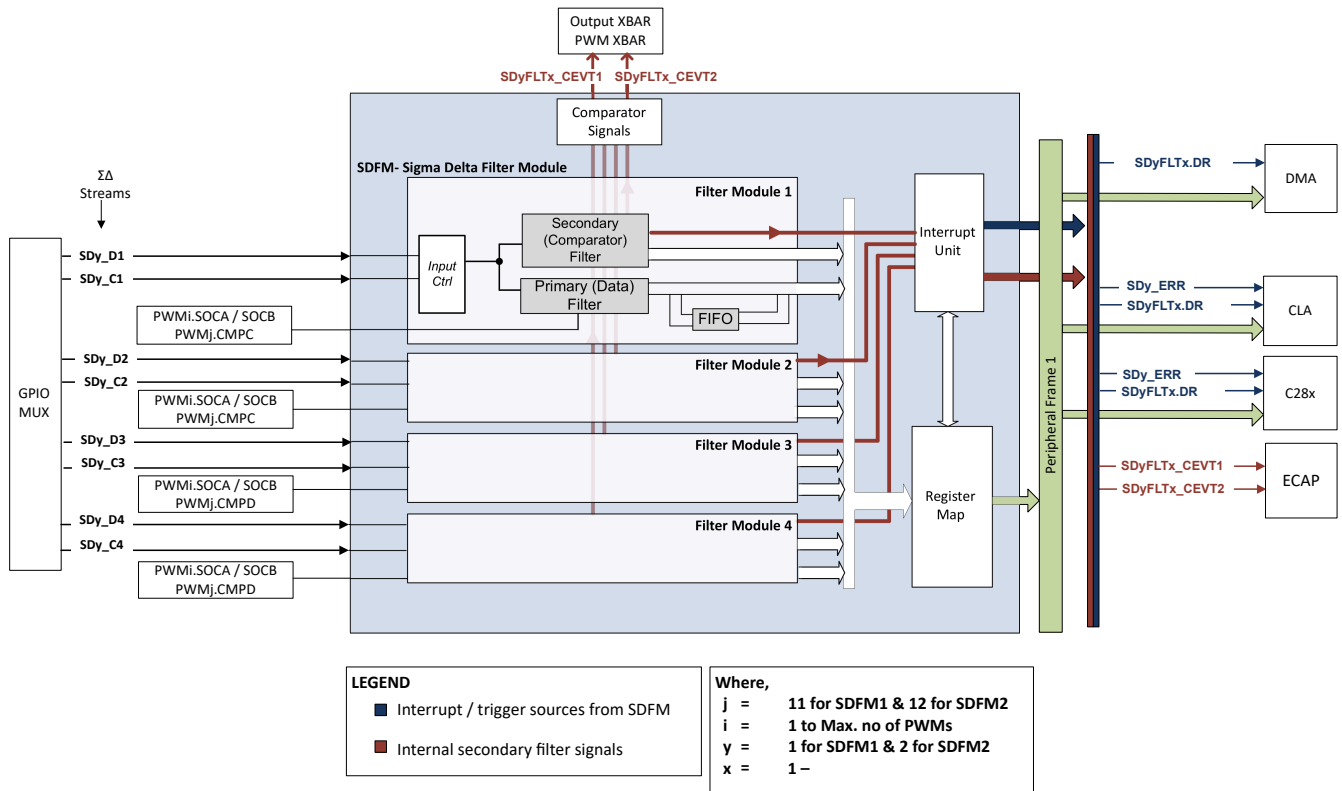 Output XBAR
PWM XBAR
SDyFLTx_CEVT1
SDyFLTx_CEVT2
Comparator
Signals
SDFM- Sigma Delta Filter Module
ΣΔ
Streams
GPIO
MUX
SDy_D1
SDy_C1
PWMi.SOCA / SOCB
PWMj.CMPC
SDy_D2
SDy_C2
PWMi.SOCA / SOCB
PWMj.CMPC
SDy_D3
SDy_C3
PWMi.SOCA / SOCB
PWMj.CMPD
SDy_D4
SDy_C4
PWMi.SOCA / SOCB
PWMj.CMPD
Filter Module 1
Input
Ctrl
Secondary
(Comparator)
Filter
Primary (Data)
Filter
FIFO
Filter Module 2
Filter Module 3
Filter Module 4
Interrupt
Unit
Register
Map
Peripheral Frame 1
SDyFLTx.DR
DMA
SDy_ERR
SDyFLTx.DR
CLA
SDy_ERR
SDyFLTx.DR
C28x
SDyFLTx_CEVT1
SDyFLTx_CEVT2
ECAP
LEGEND
Interrupt / trigger sources from SDFM
Internal secondary filter signals
Where,
j = 11 for SDFM1 & 12 for SDFM2
i = 1 to Max. no of PWMs
y = 1 for SDFM1 & 2 for SDFM2
x = 1 –